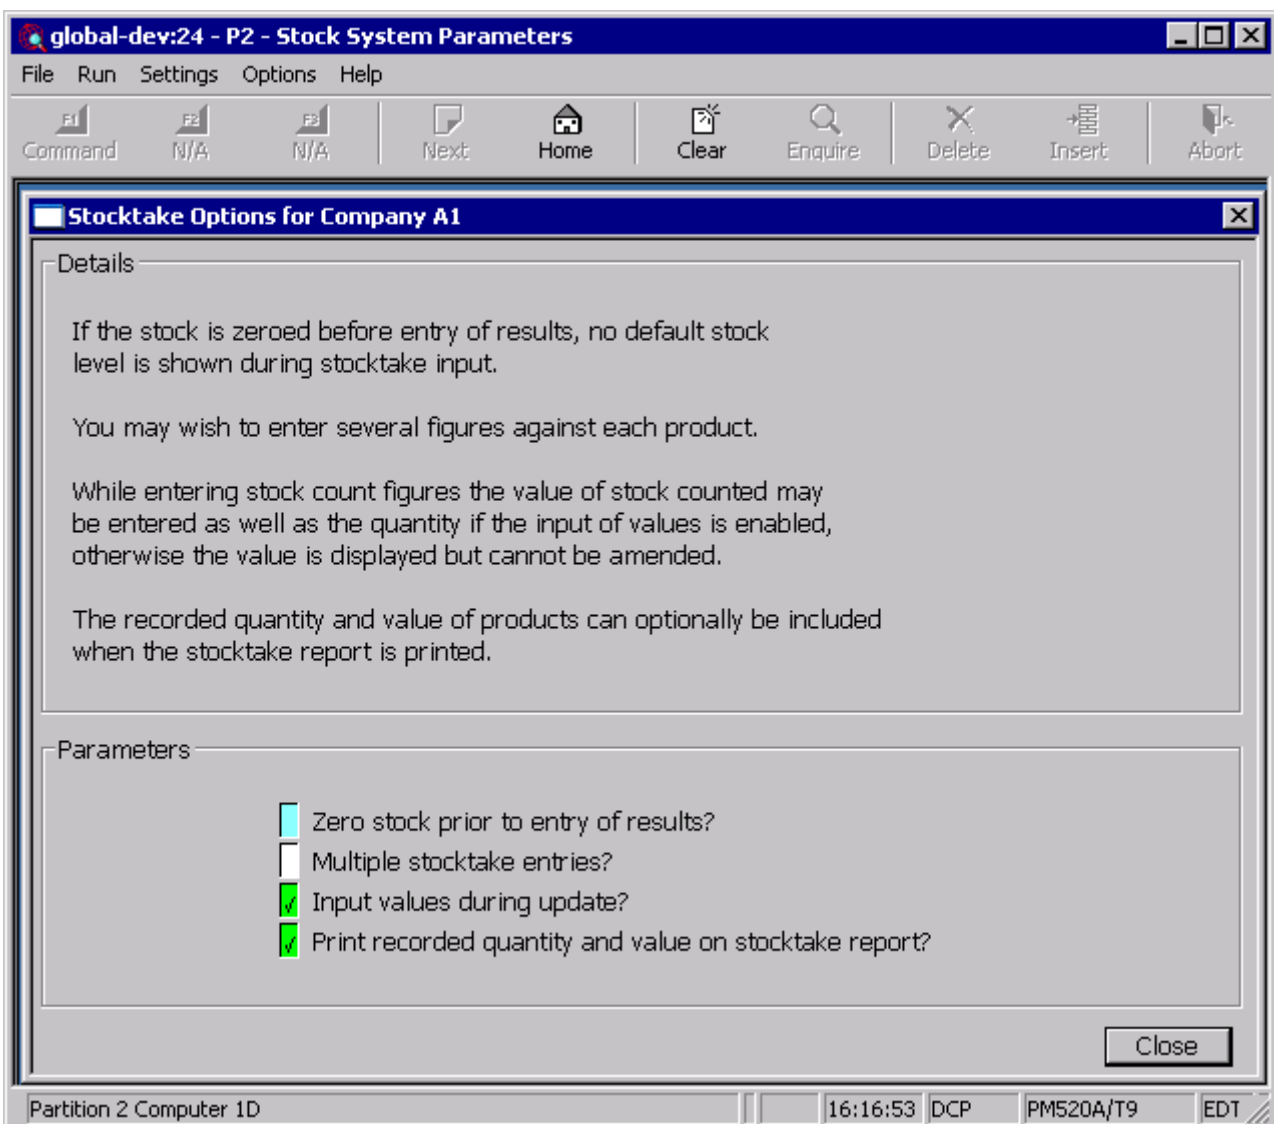 global-dev:24 - P2 - Stock System Parameters
File Run Settings Options Help
F1 F2 F3
Command N/A N/A Next Home Clear Enquire Delete Insert Abort
Stocktake Options for Company A1
Details
If the stock is zeroed before entry of results, no default stock
level is shown during stocktake input.
You may wish to enter several figures against each product.
While entering stock count figures the value of stock counted may
be entered as well as the quantity if the input of values is enabled,
otherwise the value is displayed but cannot be amended.
The recorded quantity and value of products can optionally be included
when the stocktake report is printed.
Parameters
Zero stock prior to entry of results?
Multiple stocktake entries?
Input values during update?
Print recorded quantity and value on stocktake report?
Close
Partition 2 Computer 1D 16:16:53 DCP PM520A/T9 EDT